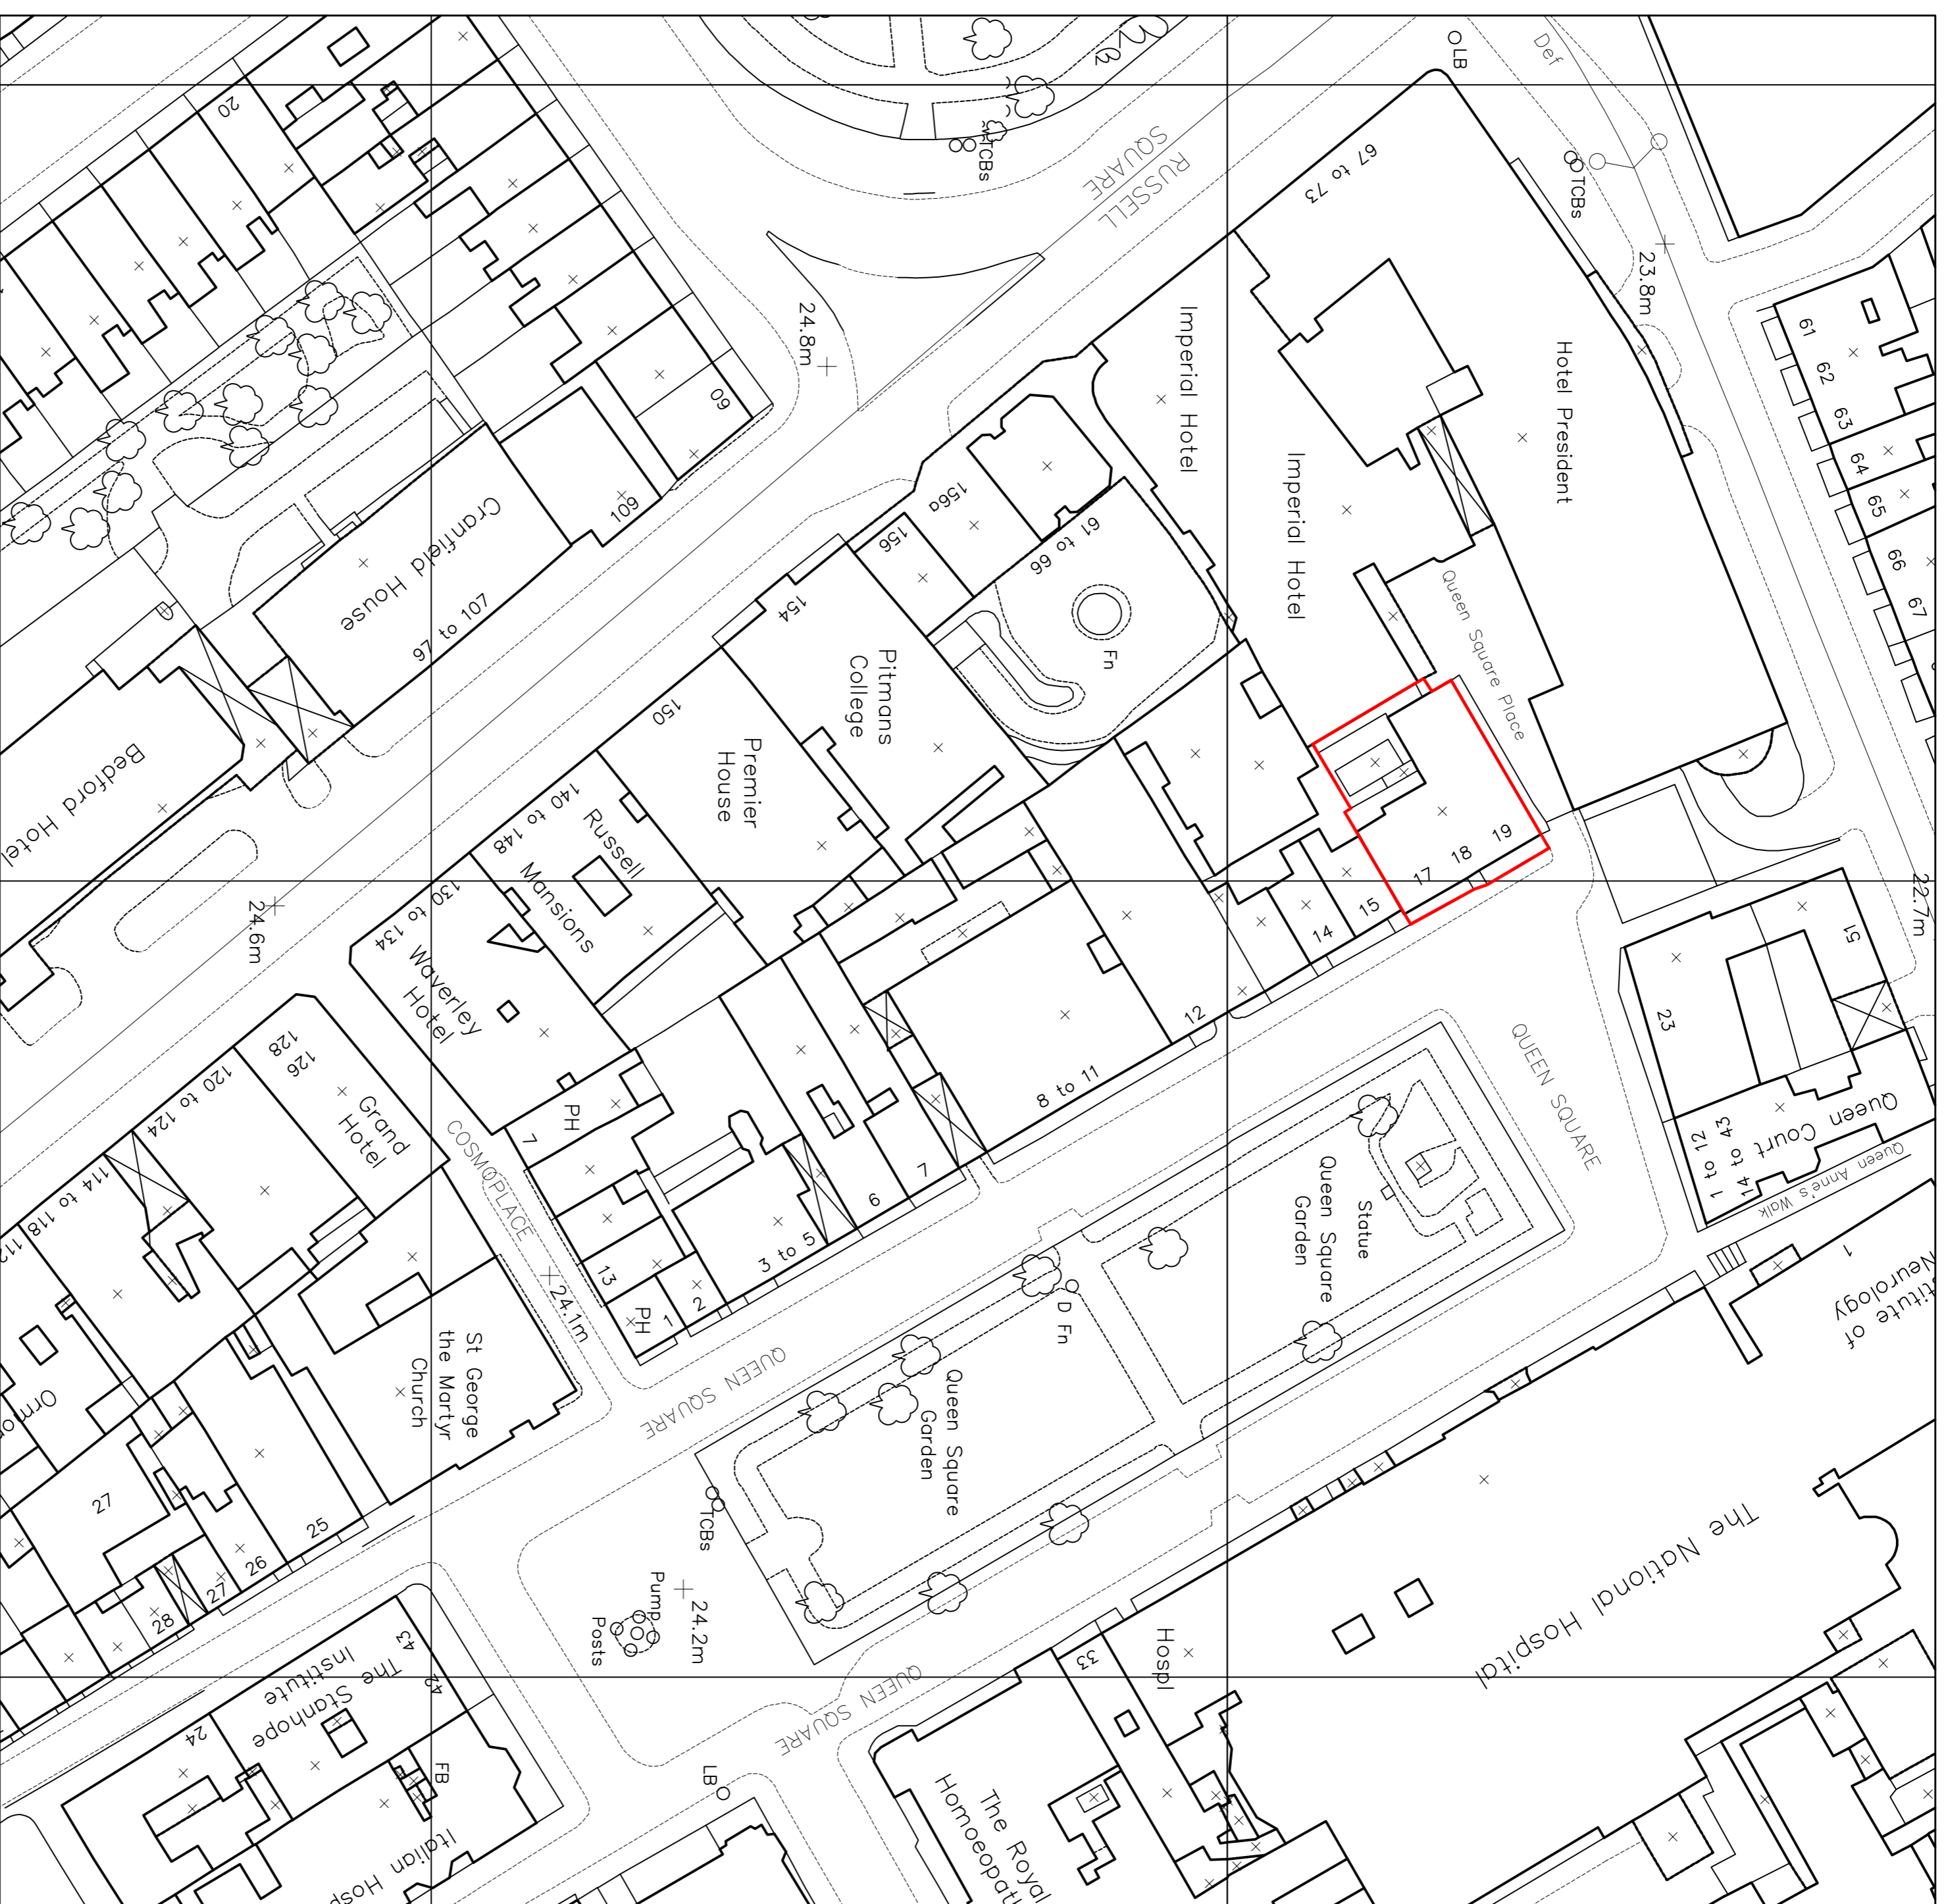 LB
Def
TCBs
TCBs
20
RUSSELL
SQUARE
67 to 73
23.8m
24.8m
Imperial Hotel
Hotel President
61
62
63
64
65
66
67
60
Imperial Hotel
109
Cranfield House
97 to 107
156a
156
61 to 66
154
Fn
Queen Square Place
Pitmans
College
150
Premier
House
Bedford Hotel
140 to 148
Russell
Mansions
19
18
17
15
14
12
22.7m
51
23
24.6m
130 to 134
Waverley
Hotel
128
126
120 to 124
Grand
Hotel
114 to 118
COSMO PLACE
7
PH
8 to 11
7
6
3 to 5
2
1
PH
13
24.1m
QUEEN SQUARE
Queen
Court
1 to 12
14 to 43
Queen Anne's Walk
Statue
Queen Square
Garden
D Fn
1
Neurology
St George
the Martyr
Church
QUEEN SQUARE
Queen Square
Garden
27
25
26
27
28
TCBs
24.2m
Pump
Posts
The National Hospital
Hospl
33
QUEEN SQUARE
43
42
The Stanhope
Institute
24
FB
LB
Italian Hosp
The Royal
Homoeopat